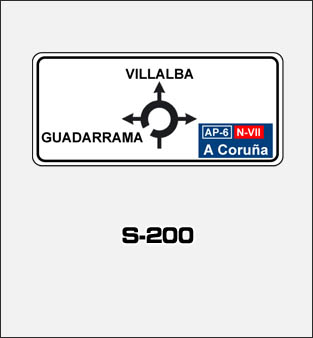 VILLALBA
GUADARRAMA
AP-6 N-VII
A Coruña
S-200